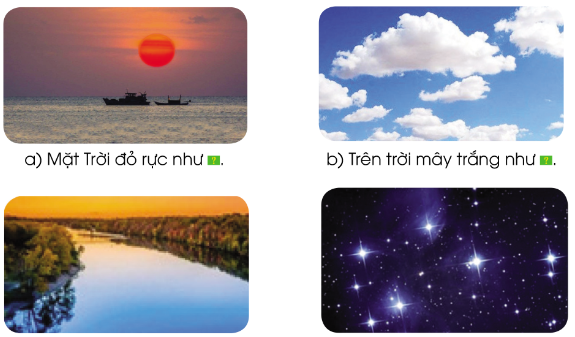 a) Mặt Trời đỏ rực như ?.
b) Trên trời mây trắng như ?.